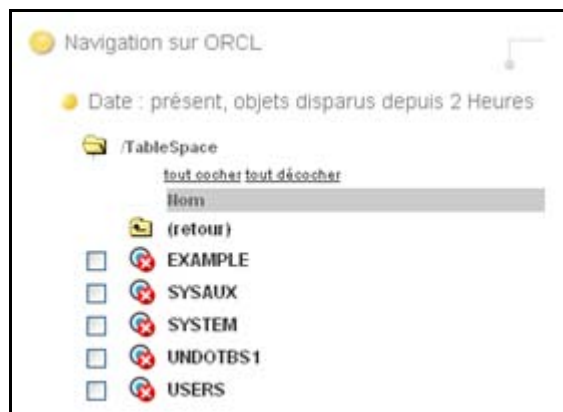 Navigation sur ORCL
Date : présent, objets disparus depuis 2 Heures
/TableSpace
tout cocher tout décocher
Nom
(retour)
EXAMPLE
SYSAUX
SYSTEM
UNDOTBS1
USERS